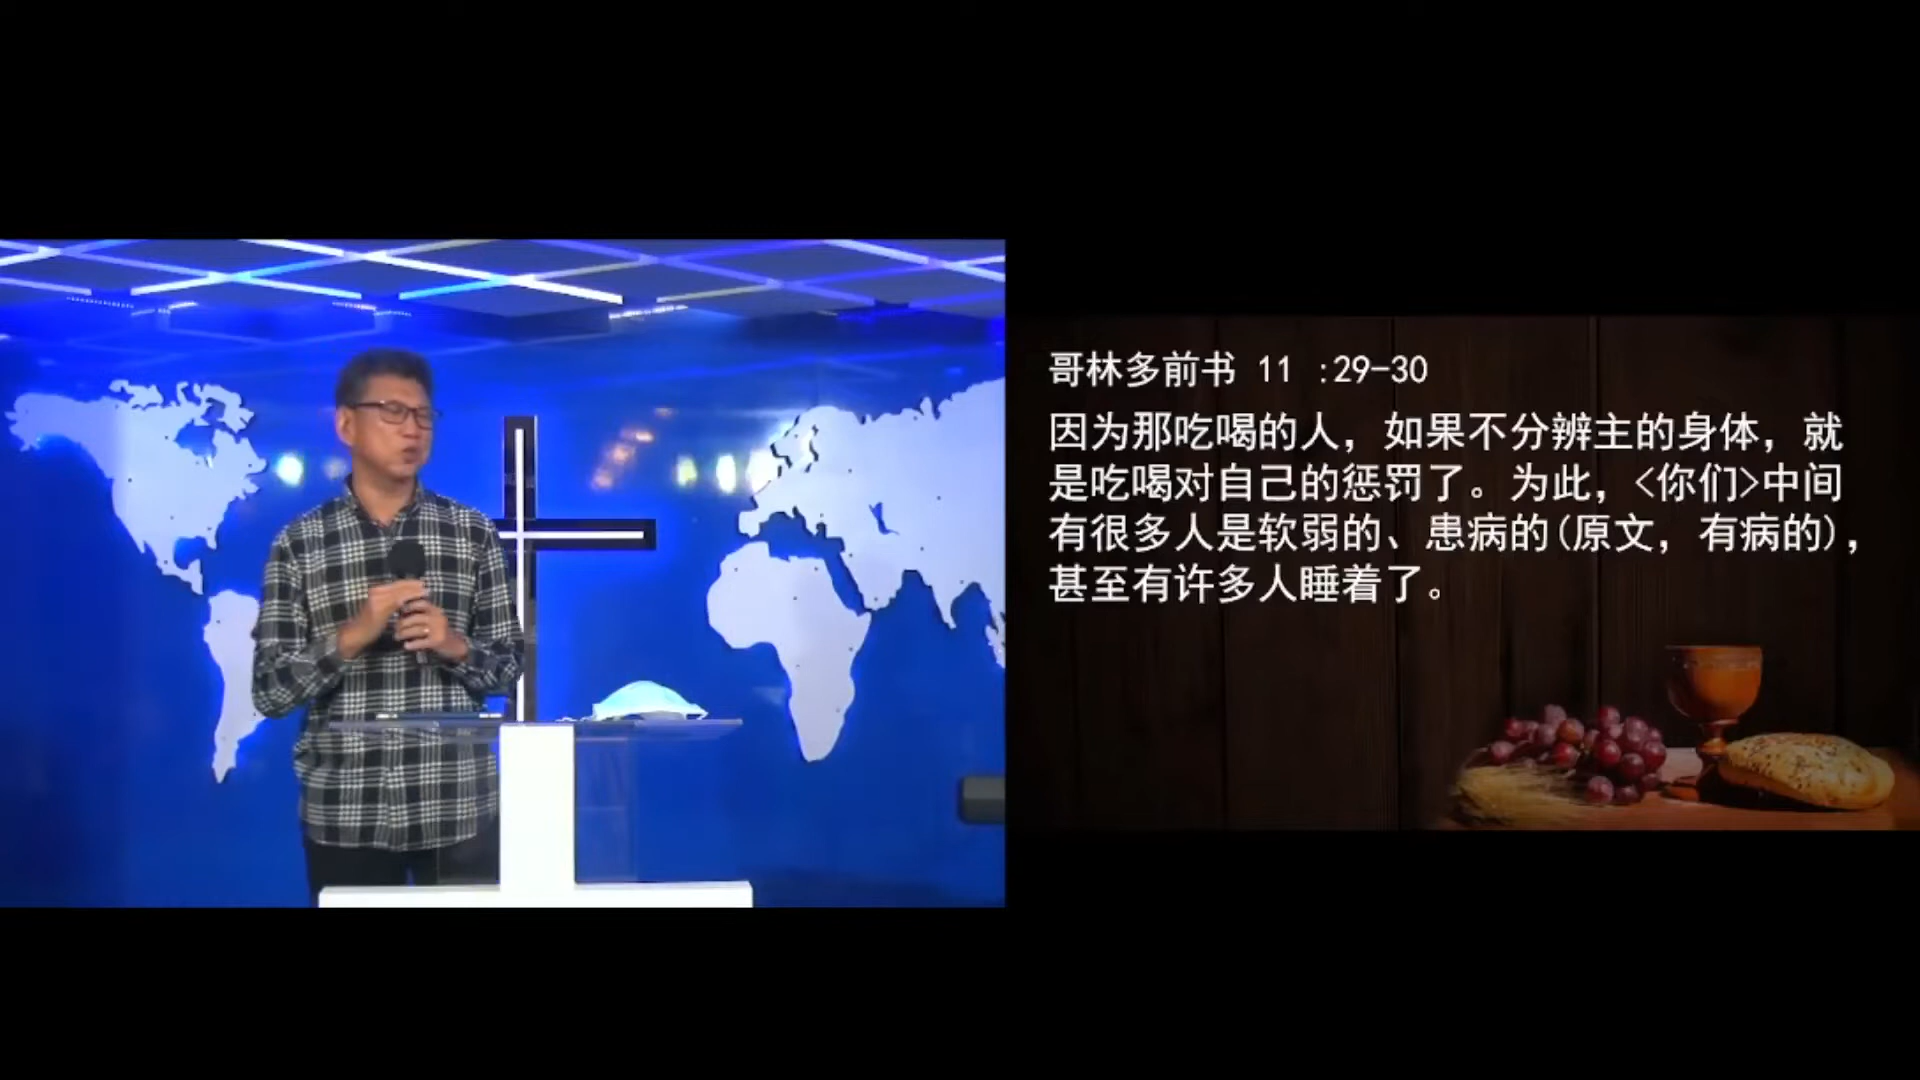 哥林多前书 11 :29-30
因为那吃喝的人，如果不分辨主的身体，就
是吃喝对自己的惩罚了。为此，<你们>中间
有很多人是软弱的、患病的(原文，有病的)，
甚至有许多人睡着了。